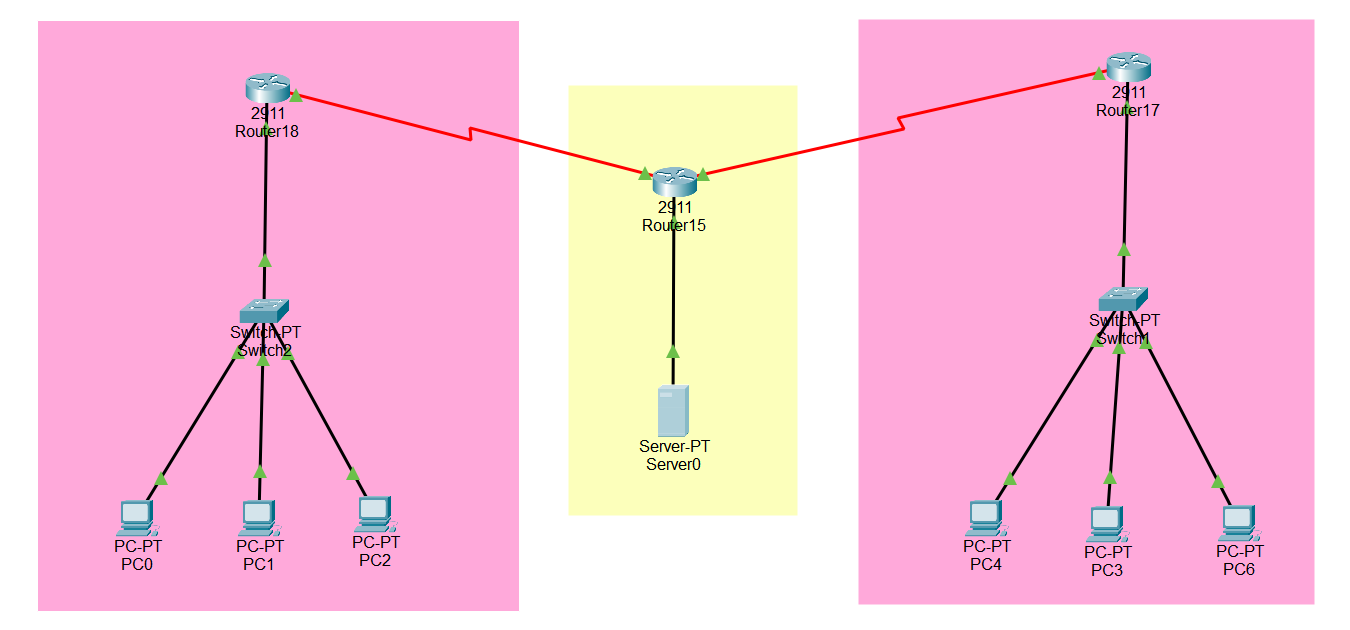 2911
Router18
Switch-PT
Switch2
PC-PT
PC0
PC-PT
PC1
PC-PT
PC2
2911
Router15
Server-PT
Server0
2911
Router17
Switch-PT
Switch1
PC-PT
PC4
PC-PT
PC3
PC-PT
PC6